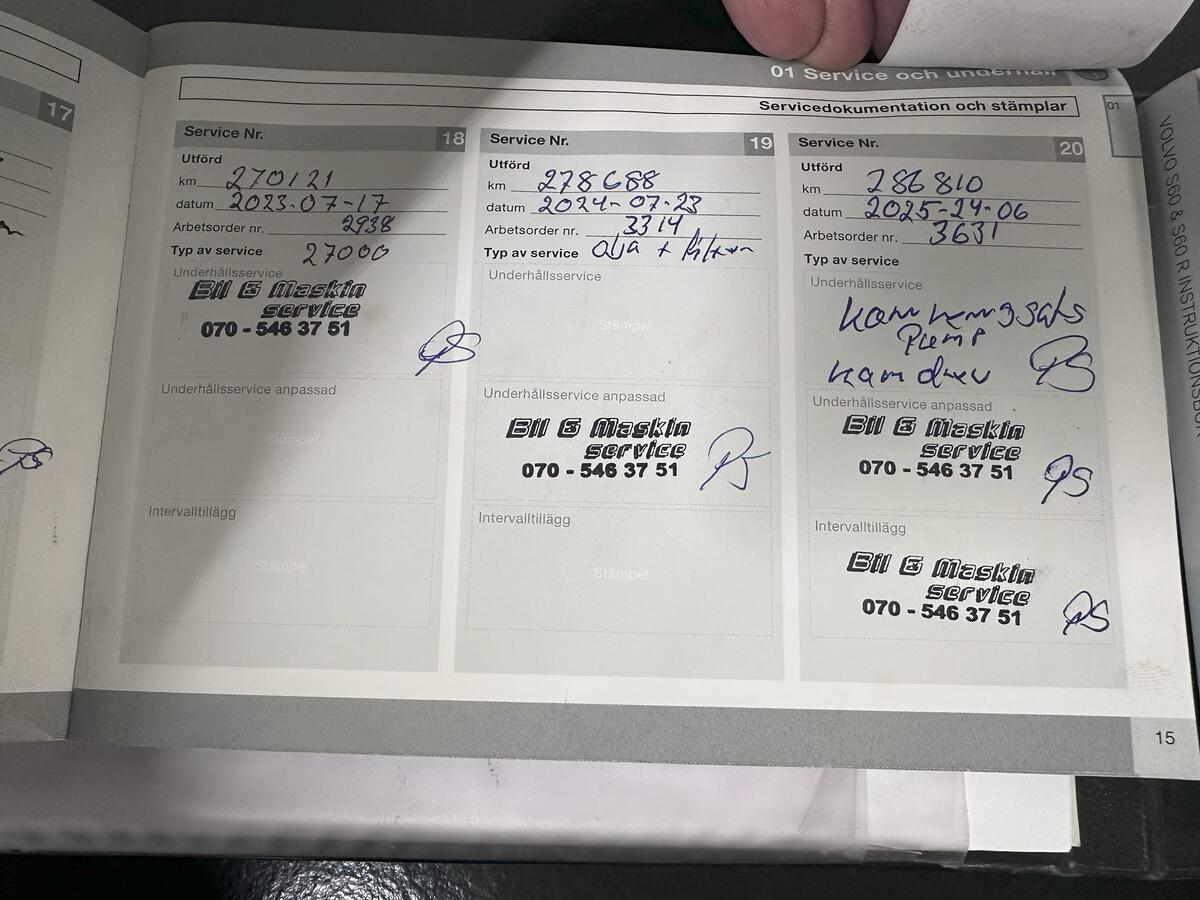 17
01 Service och underhåll
Servicedokumentation och stämplar
01
Service Nr. 18
Utförd
km 270121
datum 2023-07-17
Arbetsorder nr. 2938
Typ av service 27000
Underhållsservice
Bil & Maskin
service
070 - 546 37 51
Underhållsservice anpassad
Stämpel
Intervalltillägg
Stämpel
Service Nr. 19
Utförd
km 278688
datum 2024-07-23
Arbetsorder nr. 3314
Typ av service Olja + filter
Underhållsservice
Stämpel
Underhållsservice anpassad
Bil & Maskin
service
070 - 546 37 51
Intervalltillägg
Stämpel
Service Nr. 20
Utförd
km 286810
datum 2025-24-06
Arbetsorder nr. 3631
Typ av service
Underhållsservice
Kamremgsats
Pump
Underhållsservice anpassad
Bil & Maskin
service
070 - 546 37 51
Intervalltillägg
Bil & Maskin
service
070 - 546 37 51
15
VOLVO S60 & S60 R INSTRUKTIONSBOK